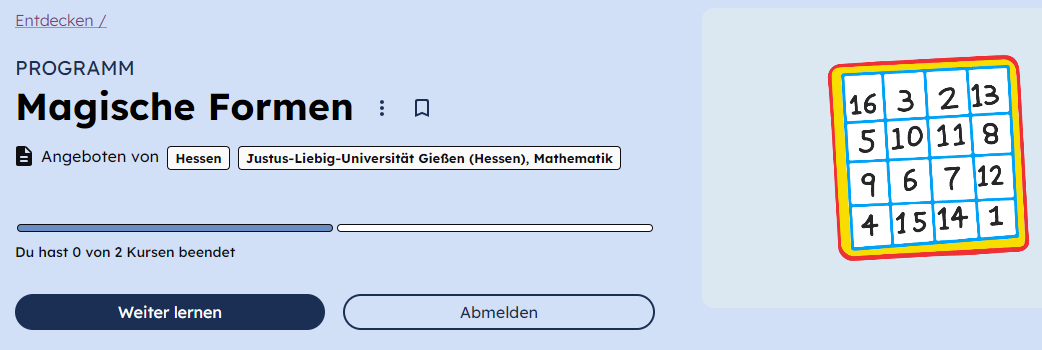 Entdecken /
PROGRAMM
Magische Formen
Angeboten von Hessen Justus-Liebig-Universität Gießen (Hessen), Mathematik
Du hast 0 von 2 Kursen beendet
Weiter lernen Abmelden
16 3 2 13
5 10 11 8
9 6 7 12
4 15 14 1